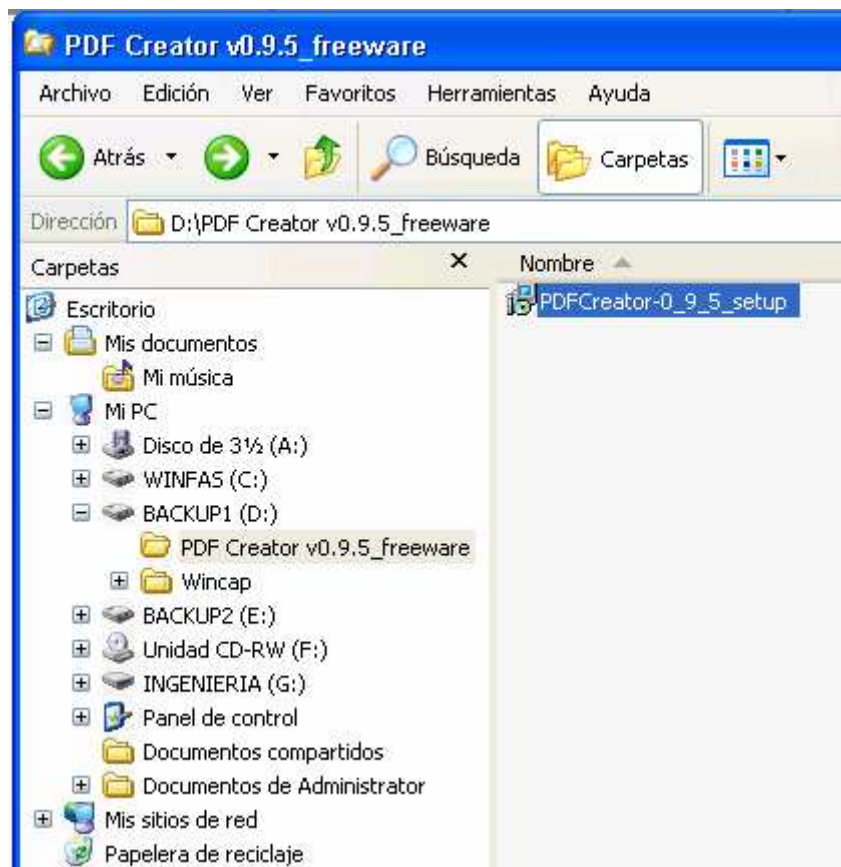 PDF Creator v0.9.5_freeware
Archivo Edición Ver Favoritos Herramientas Ayuda
Atrás Búsqueda Carpetas
Dirección D:\PDF Creator v0.9.5_freeware
Carpetas X Nombre
Escritorio PDFCreator-0_9_5_setup
Mis documentos
Mi música
Mi PC
Disco de 3½ (A:)
WINFAS (C:)
BACKUP1 (D:)
PDF Creator v0.9.5_freeware
Wincap
BACKUP2 (E:)
Unidad CD-RW (F:)
INGENIERIA (G:)
Panel de control
Documentos compartidos
Documentos de Administrator
Mis sitios de red
Papelera de reciclaje